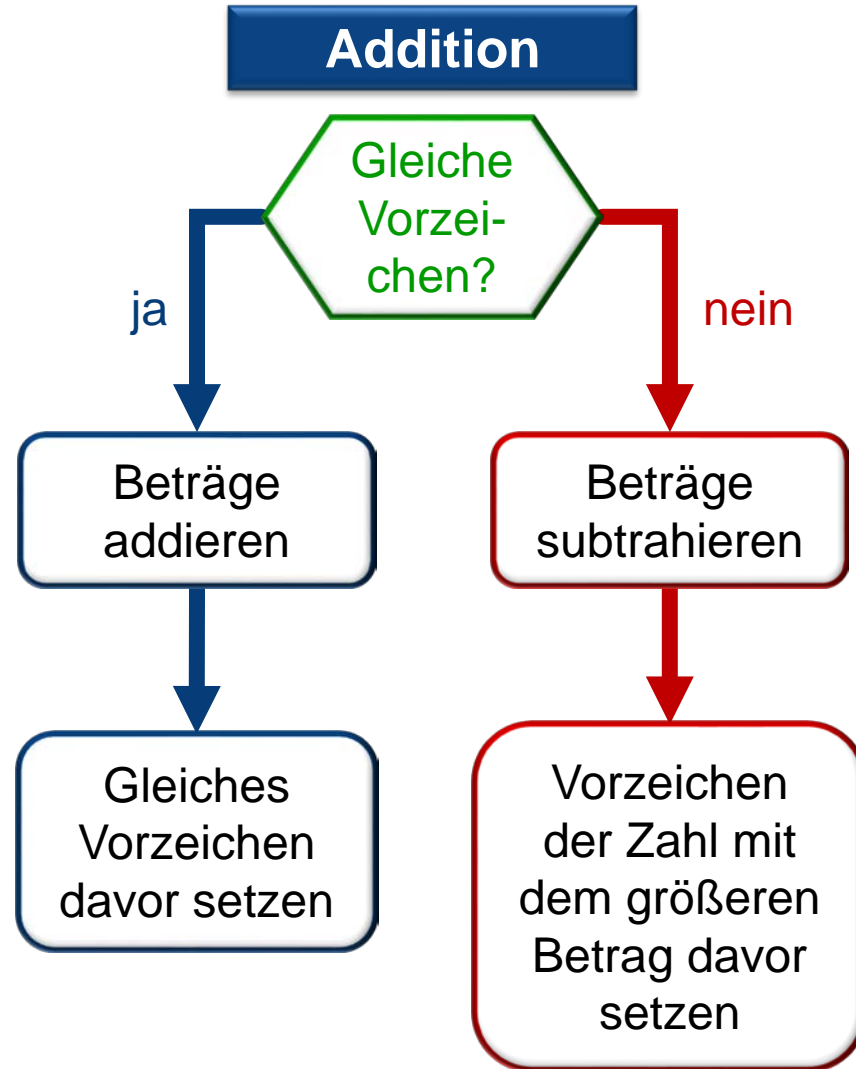 Addition
Gleiche
Vorzei-
chen?
ja
nein
Beträge
addieren
Beträge
subtrahieren
Gleiches
Vorzeichen
davor setzen
Vorzeichen
der Zahl mit
dem größeren
Betrag davor
setzen